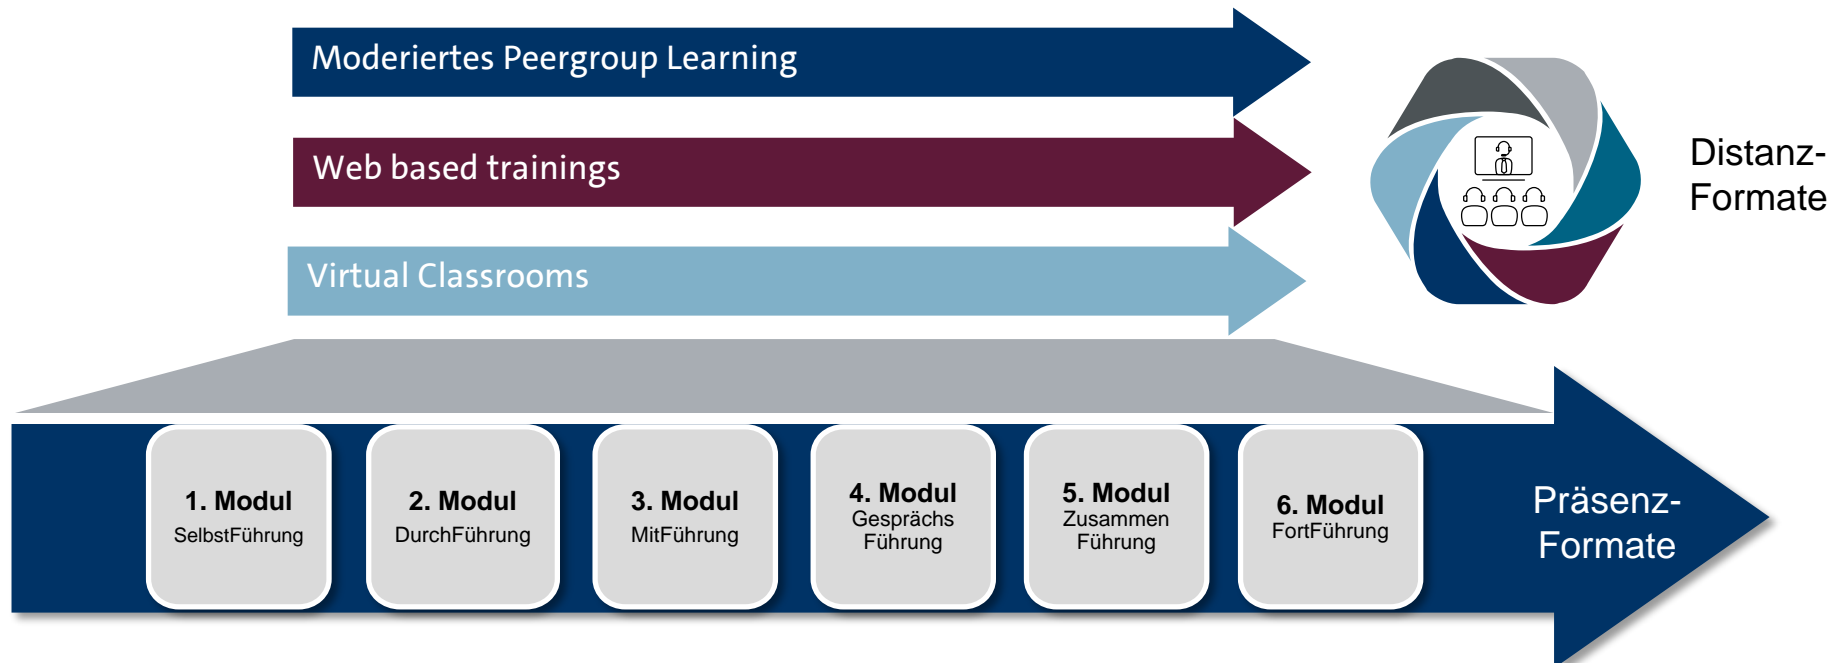 Moderiertes Peergroup Learning
Web based trainings
Virtual Classrooms
Distanz-
Formate
1. Modul
SelbstFührung
2. Modul
DurchFührung
3. Modul
MitFührung
4. Modul
Gesprächs
Führung
5. Modul
Zusammen
Führung
6. Modul
FortFührung
Präsenz-
Formate